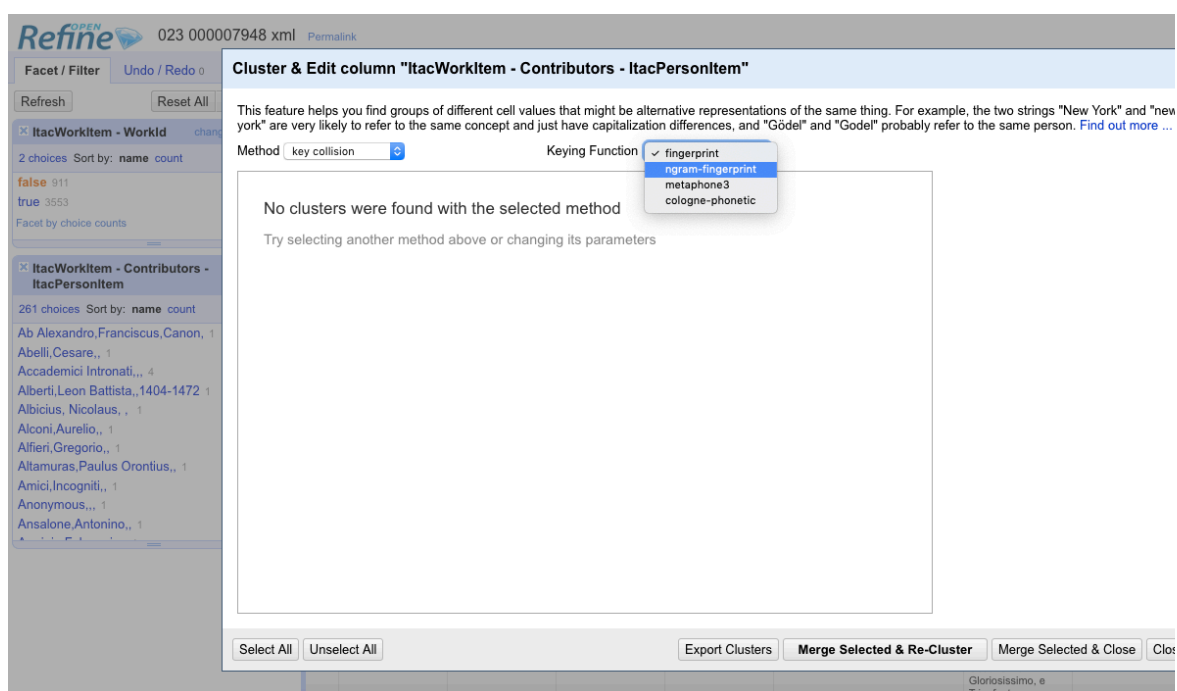 OPEN
Refine 023 000007948 xml Permalink
Facet / Filter Undo / Redo 0
Refresh Reset All
ItacWorkItem - WorkId chang
2 choices Sort by: name count
false 911
true 3553
Facet by choice counts
ItacWorkItem - Contributors -
ItacPersonItem
261 choices Sort by: name count
Ab Alexandro,Franciscus,Canon, 1
Abelli,Cesare,, 1
Accademici Intronati,,, 4
Alberti,Leon Battista,,1404-1472 1
Albicius, Nicolaus, , 1
Alconi,Aurelio,, 1
Alfieri,Gregorio,, 1
Altamuras,Paulus Orontius,, 1
Amici,Incogniti,, 1
Anonymous,,, 1
Ansalone,Antonino,, 1
Cluster & Edit column "ItacWorkItem - Contributors - ItacPersonItem"
This feature helps you find groups of different cell values that might be alternative representations of the same thing. For example, the two strings "New York" and "new
york" are very likely to refer to the same concept and just have capitalization differences, and "Gödel" and "Godel" probably refer to the same person. Find out more ...
Method key collision Keying Function ✓ fingerprint
ngram-fingerprint
metaphone3
cologne-phonetic
No clusters were found with the selected method
Try selecting another method above or changing its parameters
Select All Unselect All Export Clusters Merge Selected & Re-Cluster Merge Selected & Close Clos
Gloriosissimo, e